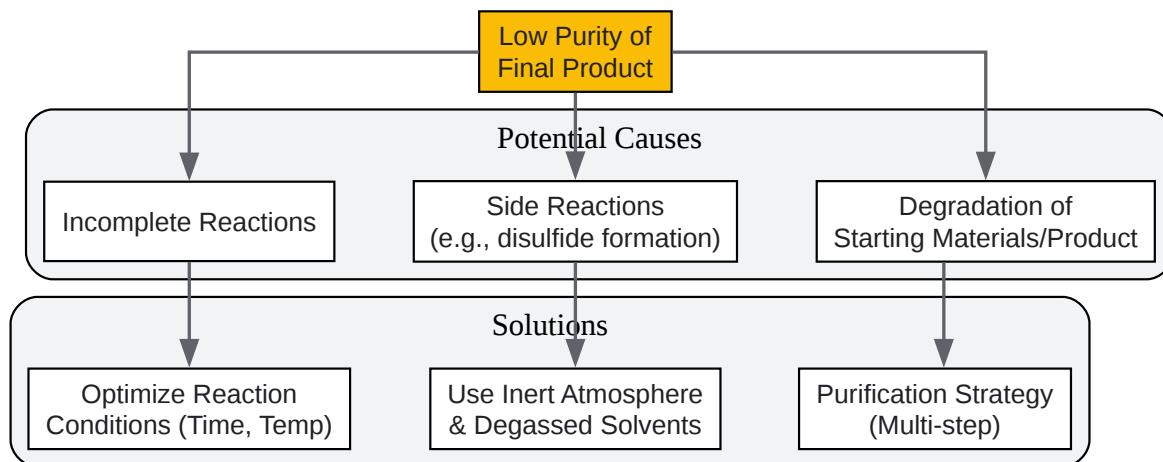 Low Purity of
Final Product
Potential Causes
Incomplete Reactions
Side Reactions
(e.g., disulfide formation)
Degradation of
Starting Materials/Product
Solutions
Optimize Reaction
Conditions (Time, Temp)
Use Inert Atmosphere
& Degassed Solvents
Purification Strategy
(Multi-step)